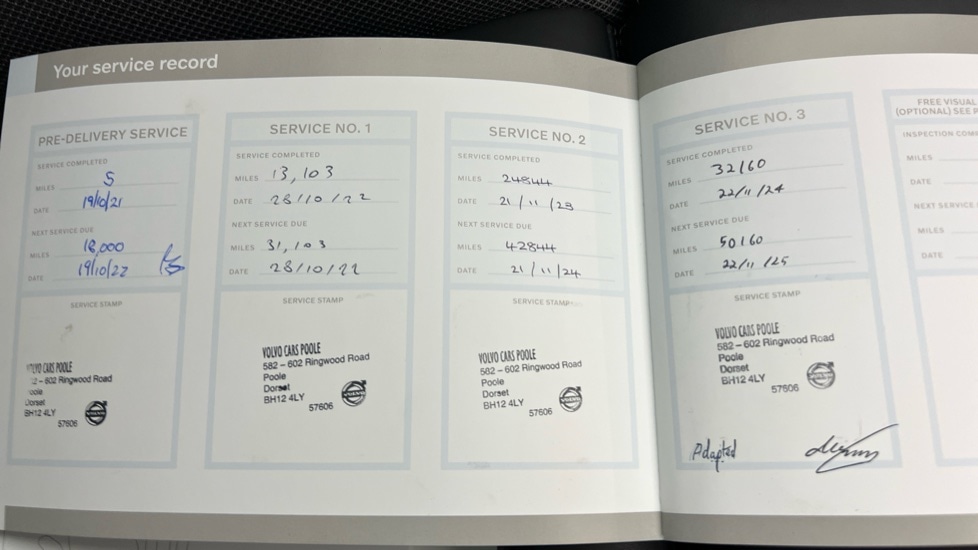 Your service record
PRE-DELIVERY SERVICE
SERVICE COMPLETED
MILES 5
DATE 19/10/21
NEXT SERVICE DUE
MILES 18,000
DATE 19/10/22
SERVICE STAMP
VOLVO CARS POOLE
602 Ringwood Road
Poole
Dorset
BH12 4LY
57606
SERVICE NO. 1
SERVICE COMPLETED
MILES 13,103
DATE 28/10/22
NEXT SERVICE DUE
MILES 31,103
DATE 28/10/22
SERVICE STAMP
VOLVO CARS POOLE
582 – 602 Ringwood Road
Poole
Dorset
BH12 4LY
57606
SERVICE NO. 2
SERVICE COMPLETED
MILES 24844
DATE 21/11/23
NEXT SERVICE DUE
MILES 42844
DATE 21/11/24
SERVICE STAMP
VOLVO CARS POOLE
582 – 602 Ringwood Road
Poole
Dorset
BH12 4LY
57606
SERVICE NO. 3
SERVICE COMPLETED
MILES 32160
DATE 22/11/24
NEXT SERVICE DUE
MILES 50160
DATE 22/11/25
SERVICE STAMP
VOLVO CARS POOLE
582 – 602 Ringwood Road
Poole
Dorset
BH12 4LY
57606
Adapted
FREE VISUAL
(OPTIONAL) SEE
INSPECTION
MILES
DATE
NEXT SERVICE
MILES
DATE